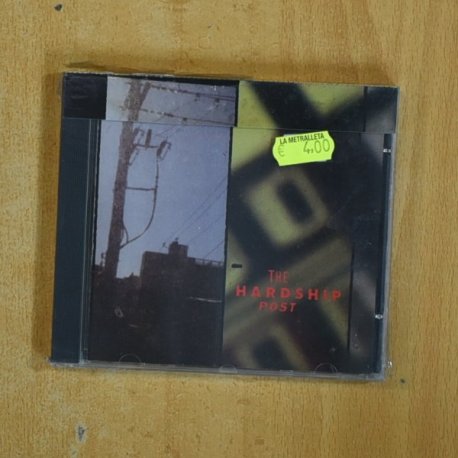 LA METRALLETA
€ 4,00
THE
HARDSHIP
POST